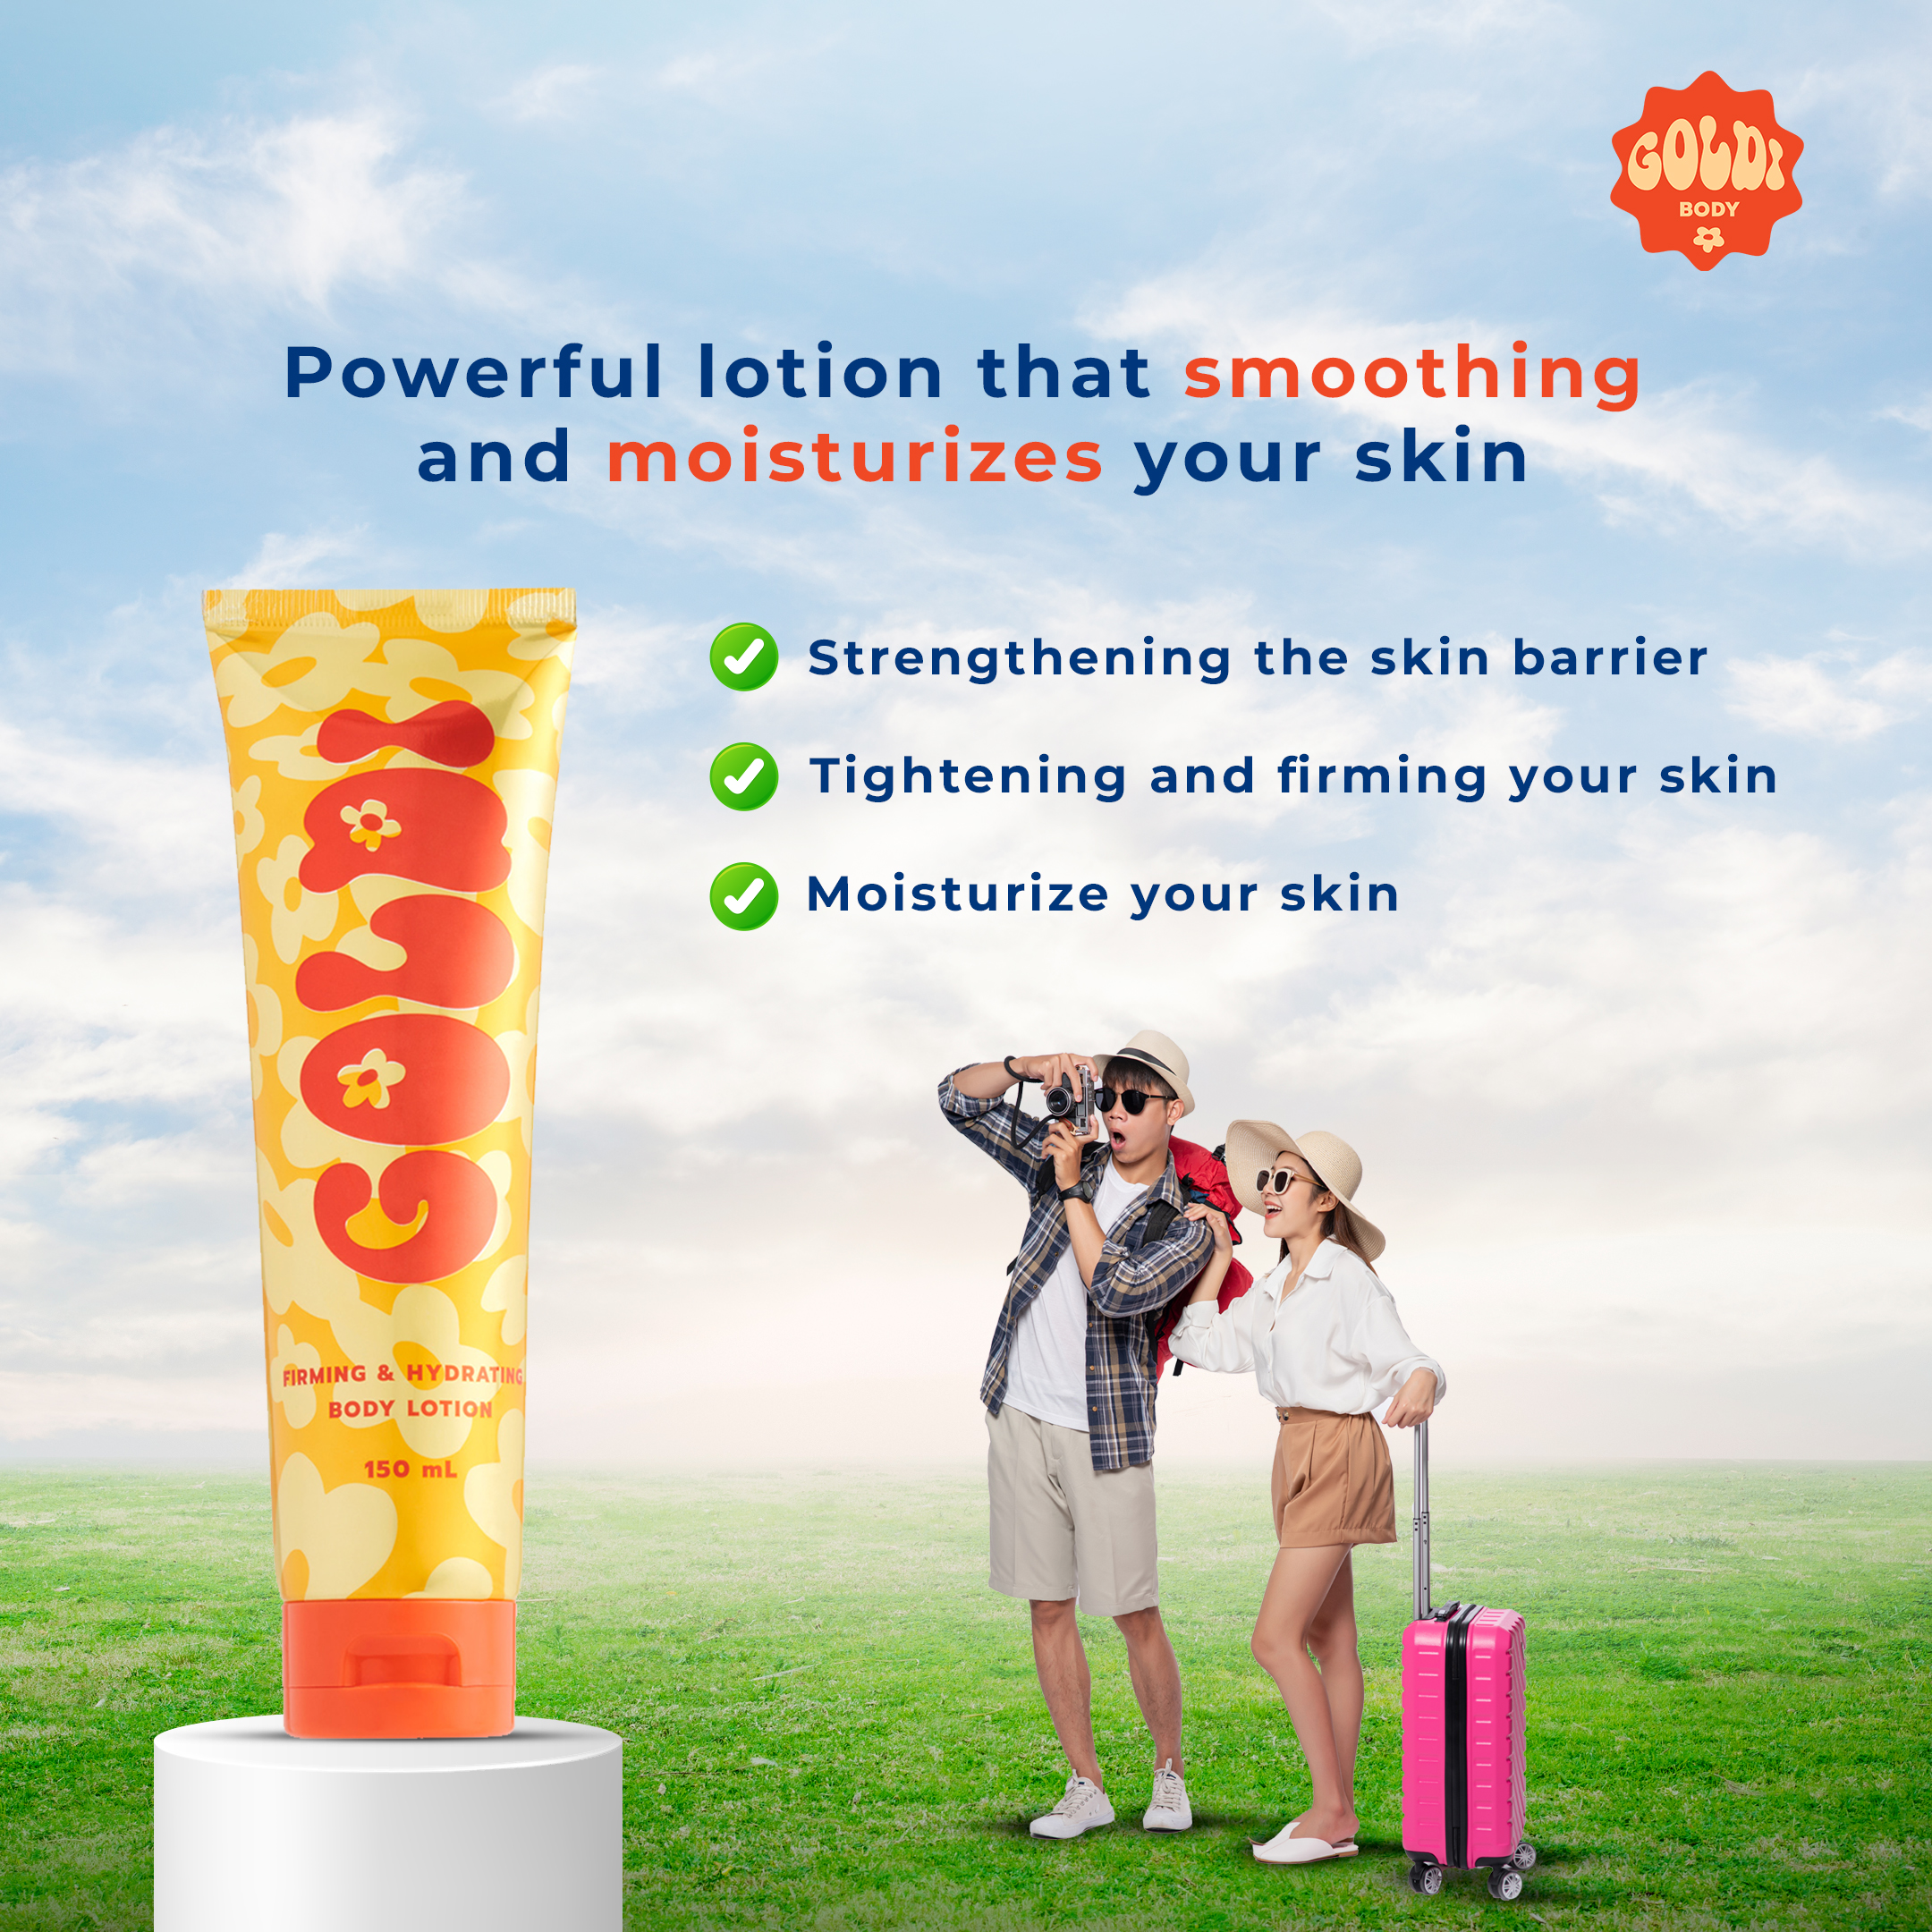 GOLDI
BODY
Powerful lotion that smoothing
and moisturizes your skin
Strengthening the skin barrier
Tightening and firming your skin
Moisturize your skin
GOLDI
FIRMING & HYDRATING
BODY LOTION
150 mL